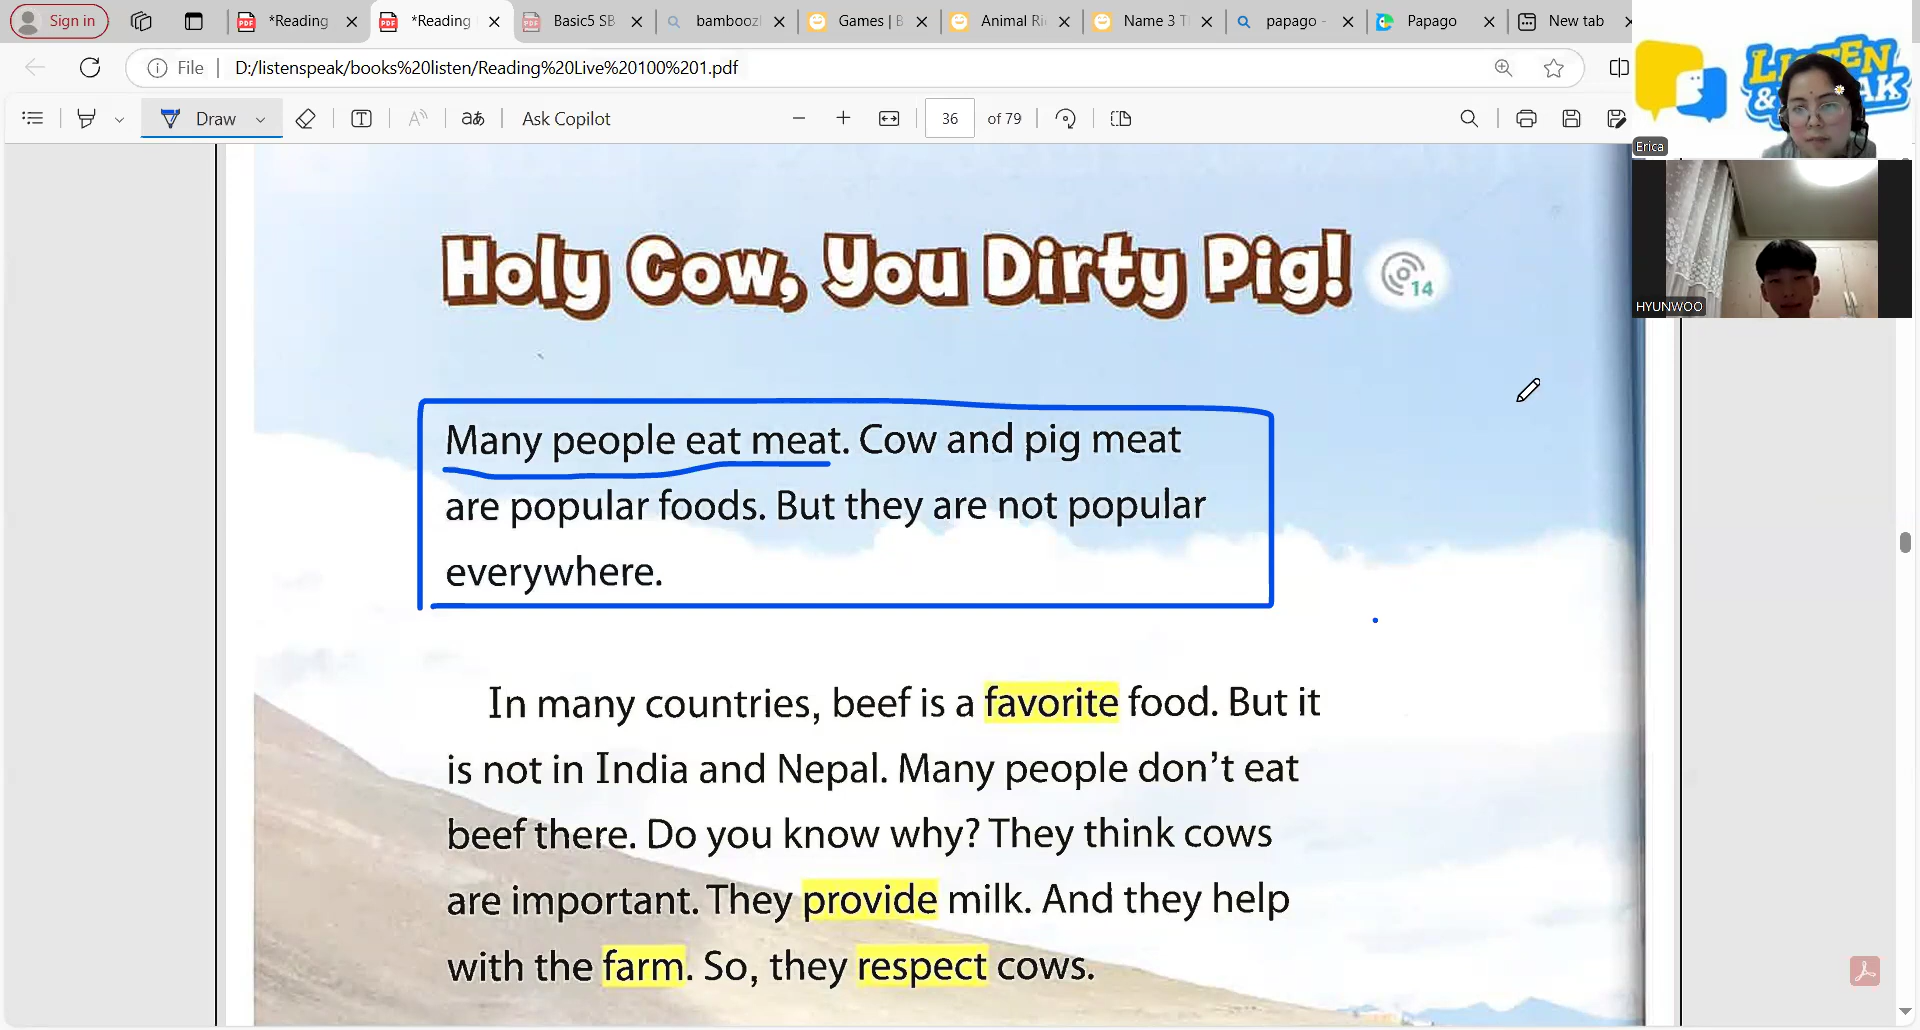 Sign in
*Reading
*Reading
Basic5 SB
bamboozl
Games | B
Animal Ri
Name 3 T
papago -
Papago
New tab
File
D:/listenspeak/books%20listen/Reading%20Live%20100%201.pdf
Draw
aあ
Ask Copilot
36 of 79
LISTEN
Erica
HYUNWOO
Holy Cow, You Dirty Pig!
14
Many people eat meat. Cow and pig meat
are popular foods. But they are not popular
everywhere.
In many countries, beef is a favorite food. But it
is not in India and Nepal. Many people don't eat
beef there. Do you know why? They think cows
are important. They provide milk. And they help
with the farm. So, they respect cows.